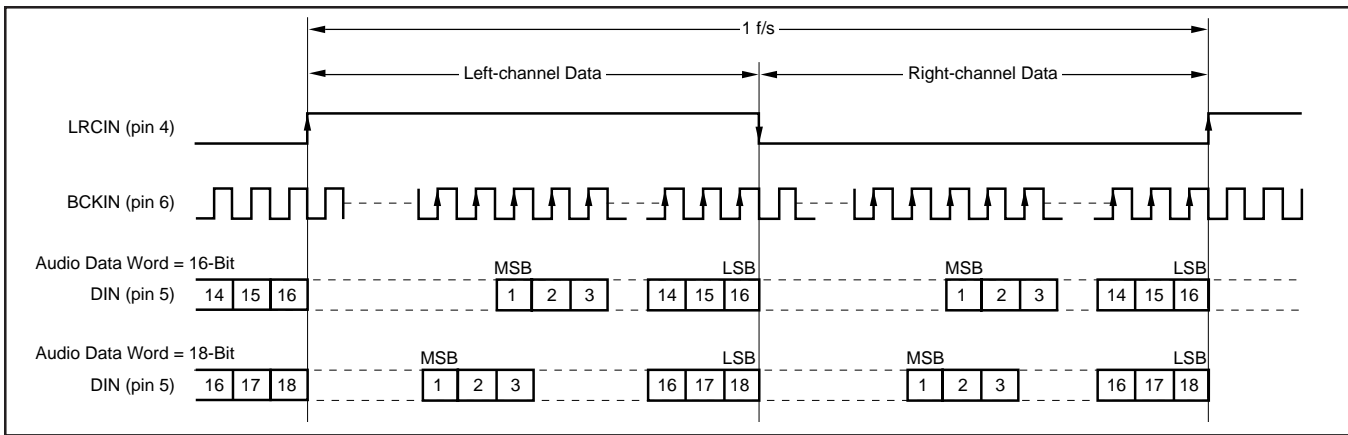 1 f/s
Left-channel Data
Right-channel Data
LRCIN (pin 4)
BCKIN (pin 6)
Audio Data Word = 16-Bit
MSB
LSB
MSB
LSB
DIN (pin 5)
14 15 16
1 2 3
14 15 16
1 2 3
14 15 16
Audio Data Word = 18-Bit
MSB
LSB
MSB
LSB
DIN (pin 5)
16 17 18
1 2 3
16 17 18
1 2 3
16 17 18